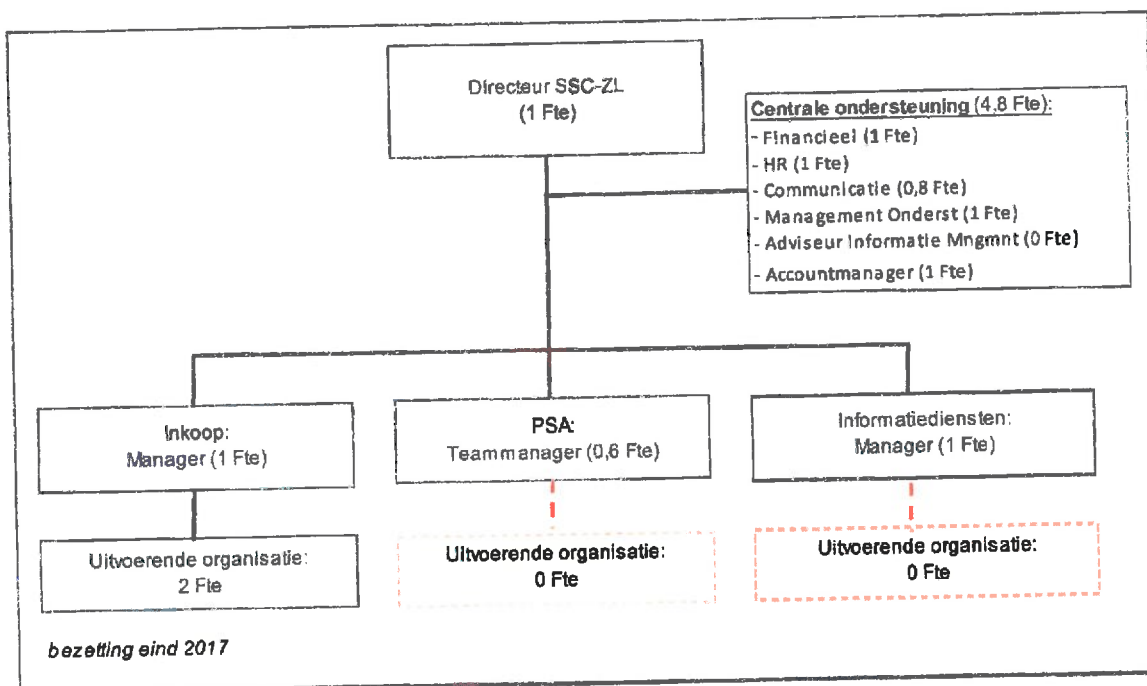 Directeur SSC-ZL
(1 Fte)
Centrale ondersteuning (4,8 Fte):
- Financieel (1 Fte)
- HR (1 Fte)
- Communicatie (0,8 Fte)
- Management Onderst (1 Fte)
- Adviseur Informatie Mngmnt (0 Fte)
- Accountmanager (1 Fte)
Inkoop:
Manager (1 Fte)
PSA:
Teammanager (0,6 Fte)
Informatiediensten:
Manager (1 Fte)
Uitvoerende organisatie:
2 Fte
Uitvoerende organisatie:
0 Fte
Uitvoerende organisatie:
0 Fte
bezetting eind 2017